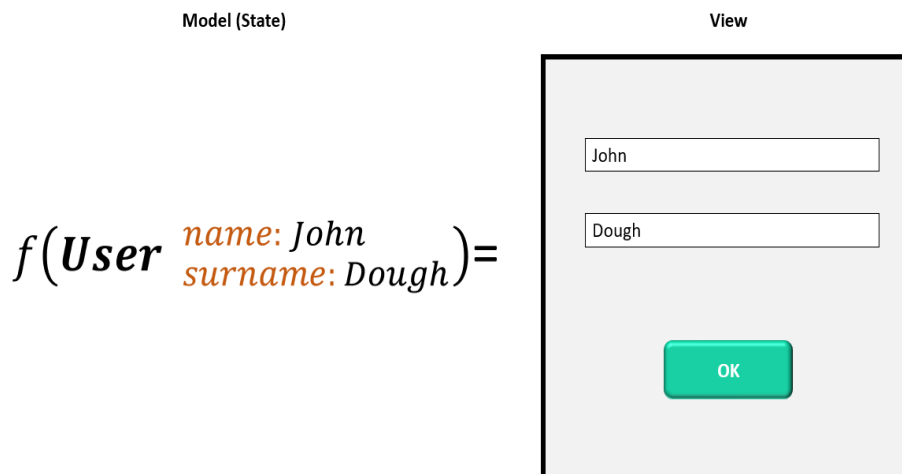 Model (State)
View
f(User name: John
surname: Dough)=
John
Dough
OK